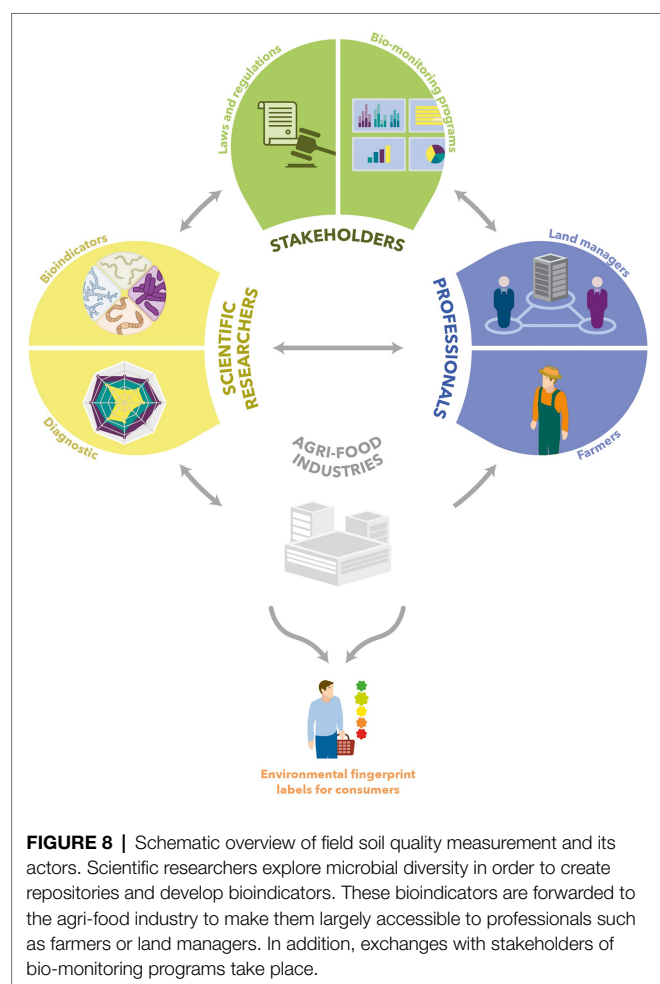 Laws and regulations
Bio-monitoring programs
STAKEHOLDERS
Bioindicators
Diagnostic
SCIENTIFIC
RESEARCHERS
PROFESSIONALS
Land managers
Farmers
AGRI-FOOD
INDUSTRIES
Environmental fingerprint
labels for consumers
FIGURE 8 | Schematic overview of field soil quality measurement and its
actors. Scientific researchers explore microbial diversity in order to create
repositories and develop bioindicators. These bioindicators are forwarded to
the agri-food industry to make them largely accessible to professionals such
as farmers or land managers. In addition, exchanges with stakeholders of
bio-monitoring programs take place.